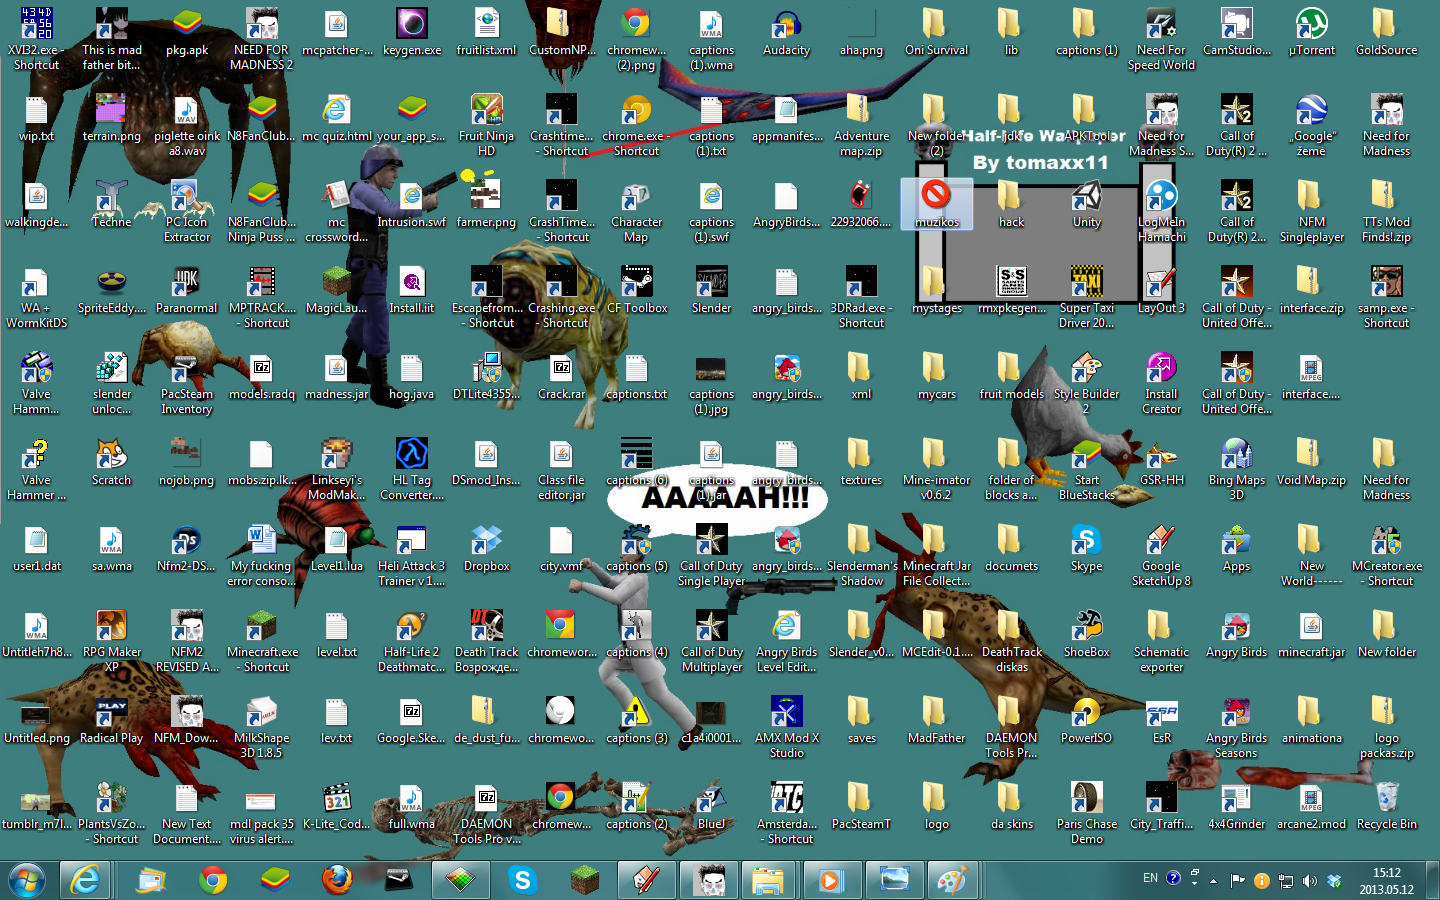 XVI32.exe -
Shortcut
This is mad
father bit...
pkg.apk
NEED FOR
MADNESS 2
mcpatcher-...
keygen.exe
fruitlist.xml
CustomNP...
chromew...
(2).png
captions
(1).wma
Audacity
aha.png
Oni Survival
lib
captions (1)
Need For
Speed World
CamStudio...
µTorrent
GoldSource
wip.txt
terrain.png
piglette oink
a8.wav
N8FanClub...
mc quiz.html
your_app_s...
Fruit Ninja
HD
Crashtime...
- Shortcut
chrome.exe -
Shortcut
captions
(1).txt
appmanifes...
Adventure
map.zip
New folder
(2)
jdk
APKTool
Need for
Madness S...
Call of
Duty(R) 2 ...
„Google“
žemė
Need for
Madness
Half-Life Wallpaper
By tomaxx11
walkingde...
Techne
PC Icon
Extractor
N8FanClub...
Ninja Puss ...
mc
crossword...
Intrusion.swf
farmer.png
CrashTime...
- Shortcut
Character
Map
captions
(1).swf
AngryBirds...
22932066....
muzikos
hack
Unity
LogMeIn
Hamachi
Call of
Duty(R) 2...
NFM
Singleplayer
TTs Mod
Finds!.zip
WA +
WormKitDS
SpriteEddy....
Paranormal
MPTRACK....
- Shortcut
MagicLau...
Install.iit
Escapefrom...
- Shortcut
Crashing.exe
- Shortcut
CF Toolbox
Slender
angry_birds...
3DRad.exe -
Shortcut
mystages
rmxpkegen...
Super Taxi
Driver 20...
LayOut 3
Call of Duty -
United Offe...
interface.zip
samp.exe -
Shortcut
Valve
Hamm...
slender
unloc...
PacSteam
Inventory
models.radq
madness.jar
hog.java
DTLite4355...
Crack.rar
captions.txt
captions
(1).jpg
angry_birds...
xml
mycars
fruit models
Style Builder
2
Install
Creator
Call of Duty -
United Offe...
interface....
Valve
Hammer ...
Scratch
nojob.png
mobs.zip.lk...
Linkseyi's
ModMak...
HL Tag
Converter....
DSmod_Ins...
Class file
editor.jar
captions (6)
captions
(1).jar
angry_birds...
textures
Mine-imator
v0.6.2
folder of
blocks a...
Start
BlueStacks
GSR-HH
Bing Maps
3D
Void Map.zip
Need for
Madness
AAAAAH!!!
user1.dat
sa.wma
Nfm2-DS...
My fucking
error conso...
Level1.lua
Heli Attack 3
Trainer v 1....
Dropbox
city.vmf
captions (5)
Call of Duty
Single Player
angry_birds...
Slenderman's
Shadow
Minecraft Jar
File Collect...
documets
Skype
Google
SketchUp 8
Apps
New
World------
MCreator.exe
- Shortcut
Untitleh7h8...
RPG Maker
XP
NFM2
REVISED A...
Minecraft.exe
- Shortcut
level.txt
Half-Life 2
Deathmatc...
Death Track
Возрожде...
chromewor...
captions (4)
Call of Duty
Multiplayer
Angry Birds
Level Edit...
Slender_v0...
MCEdit-0.1....
DeathTrack
diskas
ShoeBox
Schematic
exporter
Angry Birds
minecraft.jar
New folder
Untitled.png
Radical Play
NFM_Dow...
MilkShape
3D 1.8.5
lev.txt
Google.Ske...
de_dust_fu...
chromewo...
captions (3)
c1a4i0001...
AMX Mod X
Studio
saves
MadFather
DAEMON
Tools Pr...
PowerISO
EsR
Angry Birds
Seasons
animationa
logo
packas.zip
tumblr_m7l...
PlantsVsZo...
- Shortcut
New Text
Document....
mdl pack 35
virus alert....
K-Lite_Cod...
full.wma
DAEMON
Tools Pro v...
chromew...
captions (2)
BlueJ
Amsterda...
- Shortcut
PacSteamT
logo
da skins
Paris Chase
Demo
City_Traffi...
4x4Grinder
arcane2.mod
Recycle Bin
EN
15:12
2013.05.12